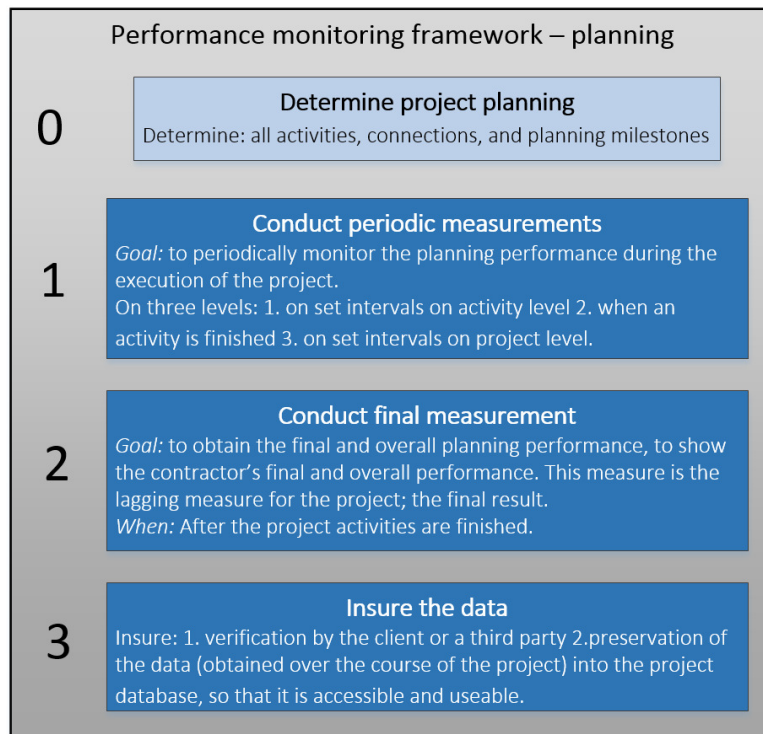 Performance monitoring framework – planning
0
Determine project planning
Determine: all activities, connections, and planning milestones
1
Conduct periodic measurements
Goal: to periodically monitor the planning performance during the
execution of the project.
On three levels: 1. on set intervals on activity level 2. when an
activity is finished 3. on set intervals on project level.
2
Conduct final measurement
Goal: to obtain the final and overall planning performance, to show
the contractor’s final and overall performance. This measure is the
lagging measure for the project; the final result.
When: After the project activities are finished.
3
Insure the data
Insure: 1. verification by the client or a third party 2.preservation of
the data (obtained over the course of the project) into the project
database, so that it is accessible and useable.